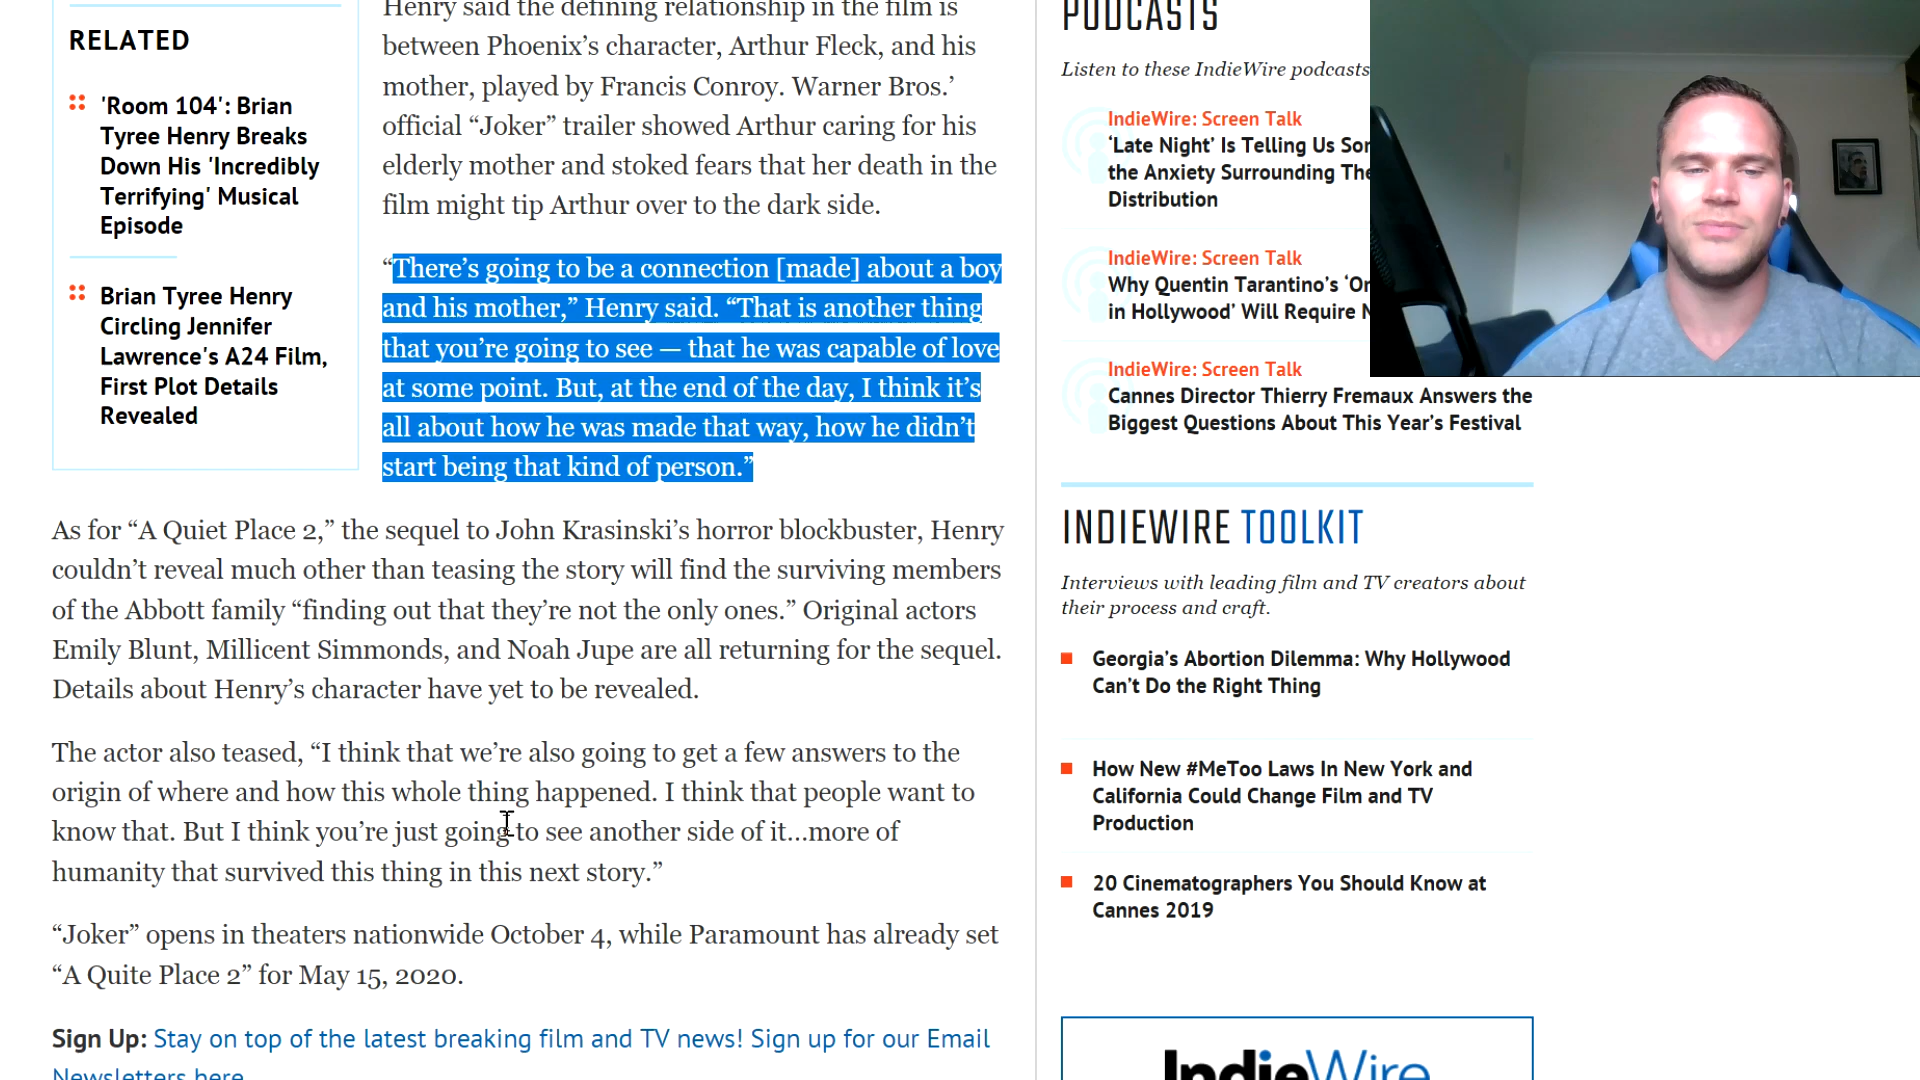 RELATED
'Room 104': Brian
Tyree Henry Breaks
Down His 'Incredibly
Terrifying' Musical
Episode
Brian Tyree Henry
Circling Jennifer
Lawrence's A24 Film,
First Plot Details
Revealed
Henry said the defining relationship in the film is
between Phoenix’s character, Arthur Fleck, and his
mother, played by Francis Conroy. Warner Bros.’
official “Joker” trailer showed Arthur caring for his
elderly mother and stoked fears that her death in the
film might tip Arthur over to the dark side.
“There’s going to be a connection [made] about a boy
and his mother,” Henry said. “That is another thing
that you’re going to see — that he was capable of love
at some point. But, at the end of the day, I think it’s
all about how he was made that way, how he didn’t
start being that kind of person.”
As for “A Quiet Place 2,” the sequel to John Krasinski’s horror blockbuster, Henry
couldn’t reveal much other than teasing the story will find the surviving members
of the Abbott family “finding out that they’re not the only ones.” Original actors
Emily Blunt, Millicent Simmonds, and Noah Jupe are all returning for the sequel.
Details about Henry’s character have yet to be revealed.
The actor also teased, “I think that we’re also going to get a few answers to the
origin of where and how this whole thing happened. I think that people want to
know that. But I think you’re just going to see another side of it…more of
humanity that survived this thing in this next story.”
“Joker” opens in theaters nationwide October 4, while Paramount has already set
“A Quite Place 2” for May 15, 2020.
Sign Up: Stay on top of the latest breaking film and TV news! Sign up for our Email
Newsletters here.
PODCASTS
Listen to these IndieWire podcasts
IndieWire: Screen Talk
‘Late Night’ Is Telling Us
the Anxiety Surrounding
Distribution
IndieWire: Screen Talk
Why Quentin Tarantino’s
in Hollywood’ Will Require
IndieWire: Screen Talk
Cannes Director Thierry Fremaux Answers the
Biggest Questions About This Year’s Festival
INDIEWIRE TOOLKIT
Interviews with leading film and TV creators about
their process and craft.
Georgia’s Abortion Dilemma: Why Hollywood
Can’t Do the Right Thing
How New #MeToo Laws In New York and
California Could Change Film and TV
Production
20 Cinematographers You Should Know at
Cannes 2019
IndieWire